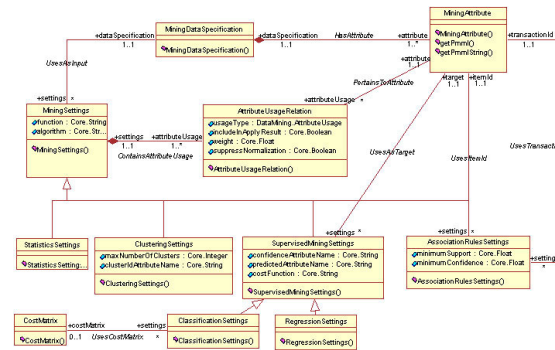 MiningDataSpecification
MiningDataSpecification()
+dataSpecification
1..1
+dataSpecification
1..1
HasAttribute
+attribute
1..*
MiningAttribute
MiningAttribute()
getPmml()
getPmmlString()
+transactionId
1..1
UsesAsInput
+attribute
1..1
+target
1..1
+itemId
1..1
PertainsToAttribute
+settings *
+attributeUsage *
MiningSettings
function : Core.String
algorithm : Core.Str...
MiningSettings()
+settings
1..1
+attributeUsage
1..*
ContainsAttributeUsage
AttributeUsageRelation
usageType : DataMining.AttributeUsage
includeInApplyResult : Core.Boolean
weight : Core.Float
suppressNormalization : Core.Boolean
AttributeUsageRelation()
UsesAsTarget
UsesItemId
UsesTransacti
+settings *
+settings
*
+settings
*
StatisticsSettings
StatisticsSetting:...
ClusteringSettings
maxNumberOfClusters : Core.Integer
clusterIdAttributeName : Core.String
ClusteringSettings()
SupervisedMiningSettings
confidenceAttributeName : Core.String
predictedAttributeName : Core.String
costFunction : Core.String
SupervisedMiningSettings()
AssociationRulesSettings
minimumSupport : Core.Float
minimumConfidence : Core.Float
AssociationRulesSettings()
CostMatrix
CostMatrix()
+costMatrix
0..1
+settings
*
UsesCostMatrix
ClassificationSettings
ClassificationSettings()
RegressionSettings
RegressionSettings()